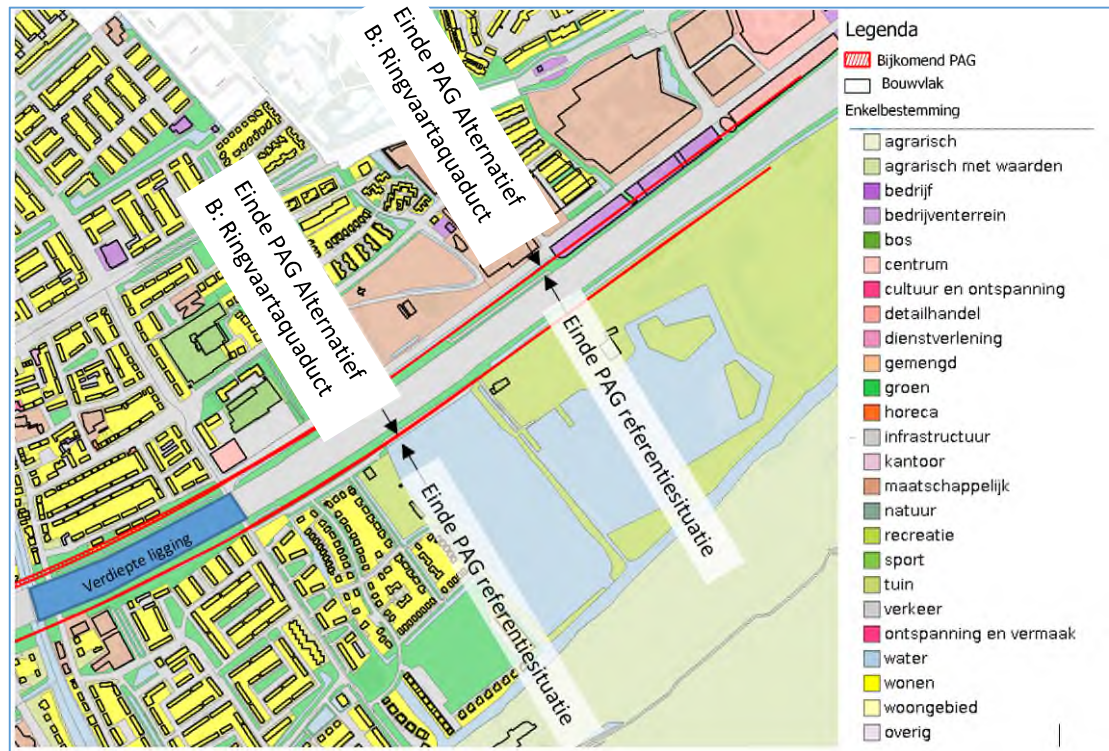 Einde PAG Alternatief
B: Ringvaartaquaduct
Einde PAG Alternatief
B: Ringvaartaquaduct
Einde PAG referentiesituatie
Einde PAG referentiesituatie
Verdiepte ligging
Legenda
Bijkomend PAG
Bouwvlak
Enkelbestemming
agrarisch
agrarisch met waarden
bedrijf
bedrijventerrein
bos
centrum
cultuur en ontspanning
detailhandel
dienstverlening
gemengd
groen
horeca
infrastructuur
kantoor
maatschappelijk
natuur
recreatie
sport
tuin
verkeer
ontspanning en vermaak
water
wonen
woongebied
overig